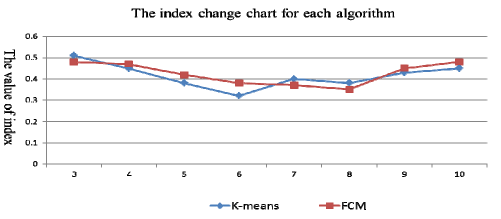 The index change chart for each algorithm
The value of index
0.6
0.5
0.4
0.3
0.2
0.1
0
3 4 5 6 7 8 9 10
K-means FCM